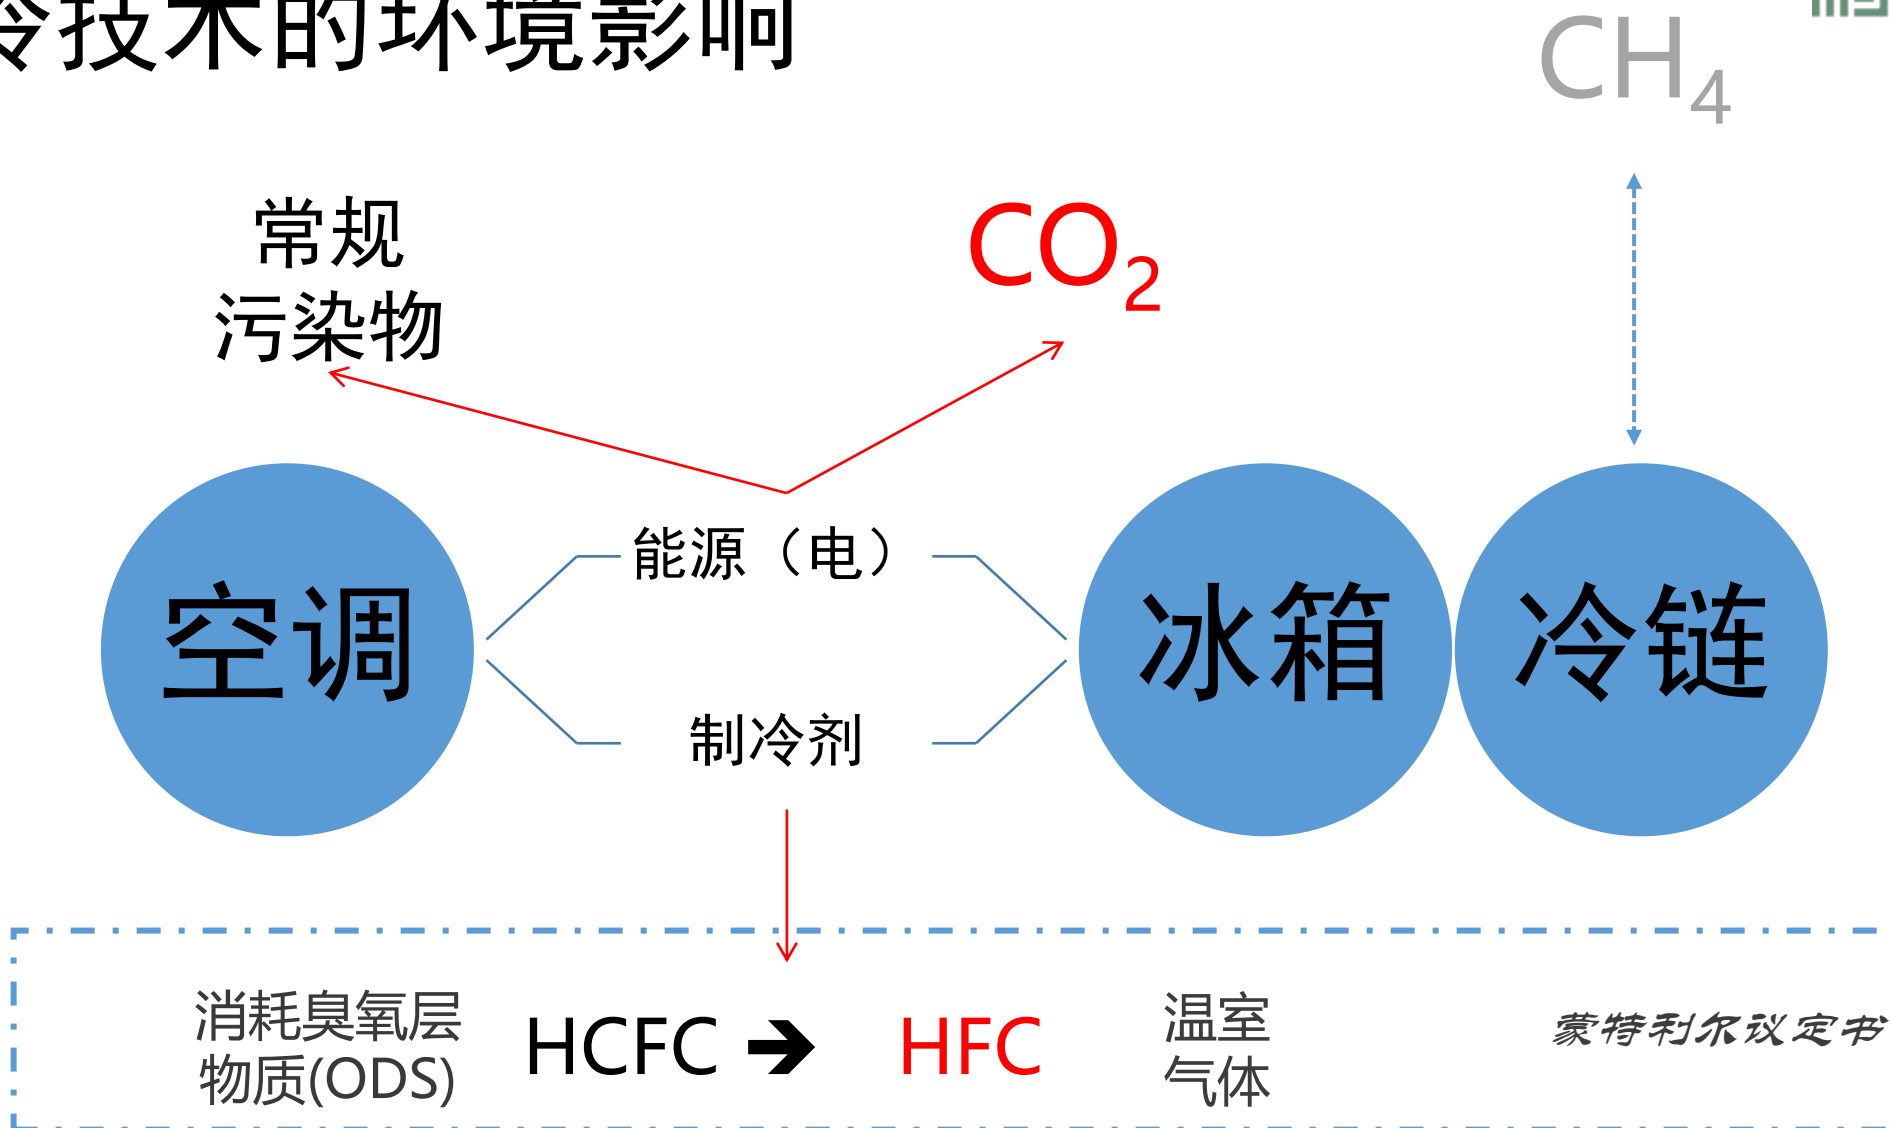 冷技术的环境影响
CH₄
常规
污染物
CO₂
能源（电）
空调
冰箱
冷链
制冷剂
消耗臭氧层
物质(ODS)
HCFC ➔ HFC
温室
气体
蒙特利尔议定书